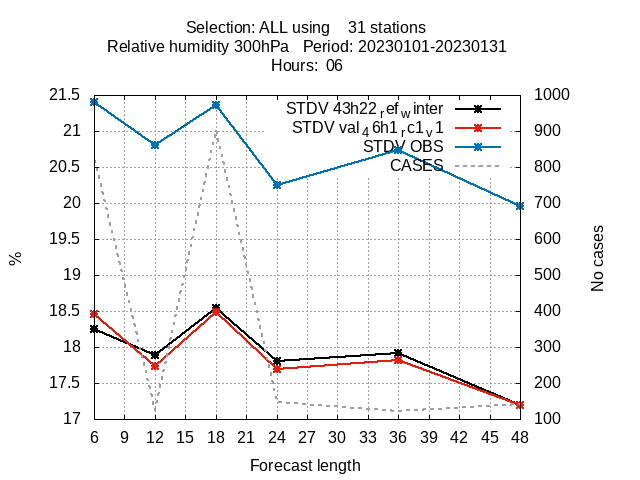 Selection: ALL using    31 stations
Relative humidity 300hPa   Period: 20230101-20230131
Hours:  06
STDV 43h22 ref winter
STDV val 4 6h1 r c1 v 1
STDV OBS
CASES
21.5
21
20.5
20
19.5
19
18.5
18
17.5
17
1000
900
800
700
600
500
400
300
200
100
%
No cases
6 9 12 15 18 21 24 27 30 33 36 39 42 45 48
Forecast length